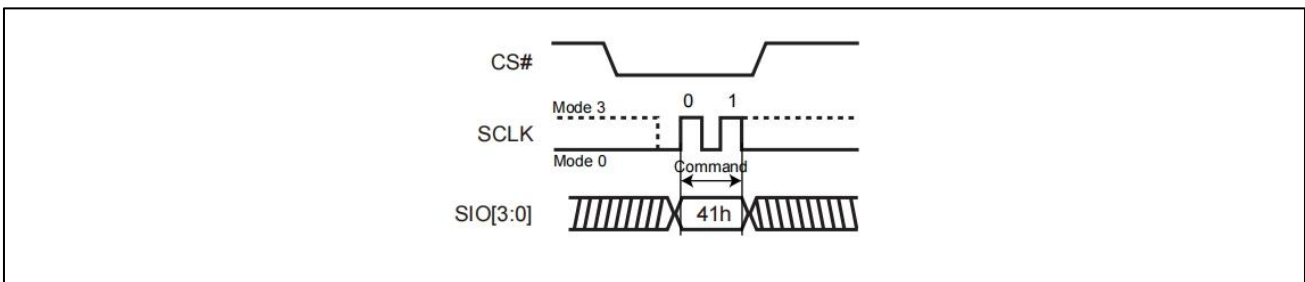 CS#
Mode 3
0 1
SCLK
Mode 0
Command
SIO[3:0]
41h